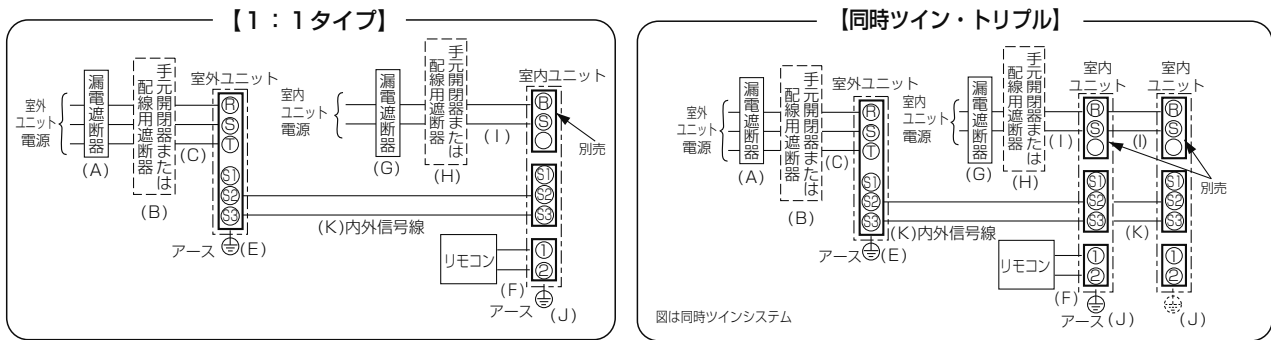 【1：1タイプ】
室外
ユニット
電源
漏電遮断器
(A)
手元開閉器または
配線用遮断器
(B)
(C)
室外ユニット
R
S
T
S1
S2
S3
アース
(E)
室内
ユニット
電源
漏電遮断器
(G)
手元開閉器または
配線用遮断器
(H)
(I)
室内ユニット
R
S
別売
S1
S2
S3
(K)内外信号線
リモコン
1
2
(F)
アース
(J)
【同時ツイン・トリプル】
室外
ユニット
電源
漏電遮断器
(A)
手元開閉器または
配線用遮断器
(B)
(C)
室外ユニット
R
S
T
S1
S2
S3
アース
(E)
室内
ユニット
電源
漏電遮断器
(G)
手元開閉器または
配線用遮断器
(H)
(I)
室内
ユニット
R
S
(I)
室内
ユニット
R
S
別売
S1
S2
S3
S1
S2
S3
(K)内外信号線
(K)
リモコン
1
2
1
2
(F)
アース
(J)
(J)
図は同時ツインシステム